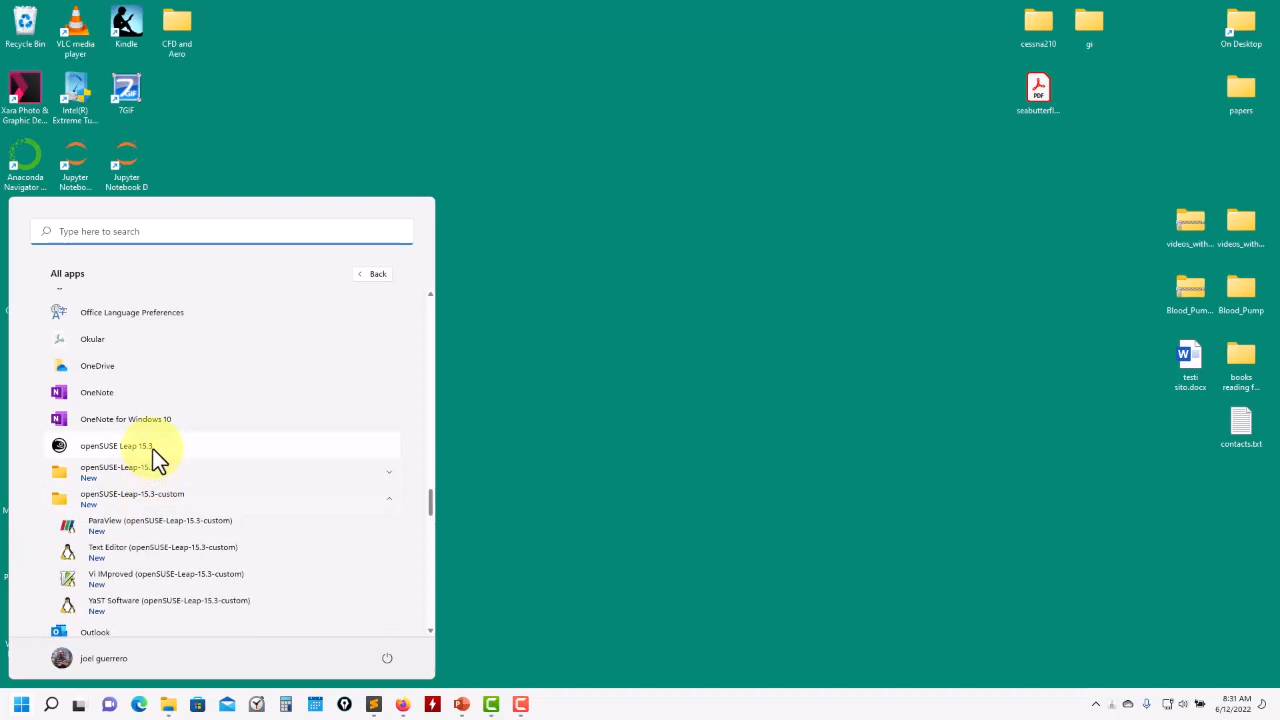 Recycle Bin
VLC media
player
Kindle
CFD and
Aero
cessna210
gi
On Desktop
Xara Photo &
Graphic De...
Intel(R)
Extreme Tu...
7GIF
PDF
seabutterfl...
papers
Anaconda
Navigator ...
Jupyter
Notebo...
Jupyter
Notebook D
Type here to search
All apps
Back
Office Language Preferences
Okular
OneDrive
OneNote
OneNote for Windows 10
openSUSE Leap 15.3
New
openSUSE-Leap-15.3-custom
New
ParaView (openSUSE-Leap-15.3-custom)
New
Text Editor (openSUSE-Leap-15.3-custom)
New
Vi IMproved (openSUSE-Leap-15.3-custom)
New
YaST Software (openSUSE-Leap-15.3-custom)
New
Outlook
joel guerrero
videos_with...
videos_with...
Blood_Pum...
Blood_Pump
testi
sito.docx
books
reading f...
contacts.txt
8:31 AM
6/12/2022